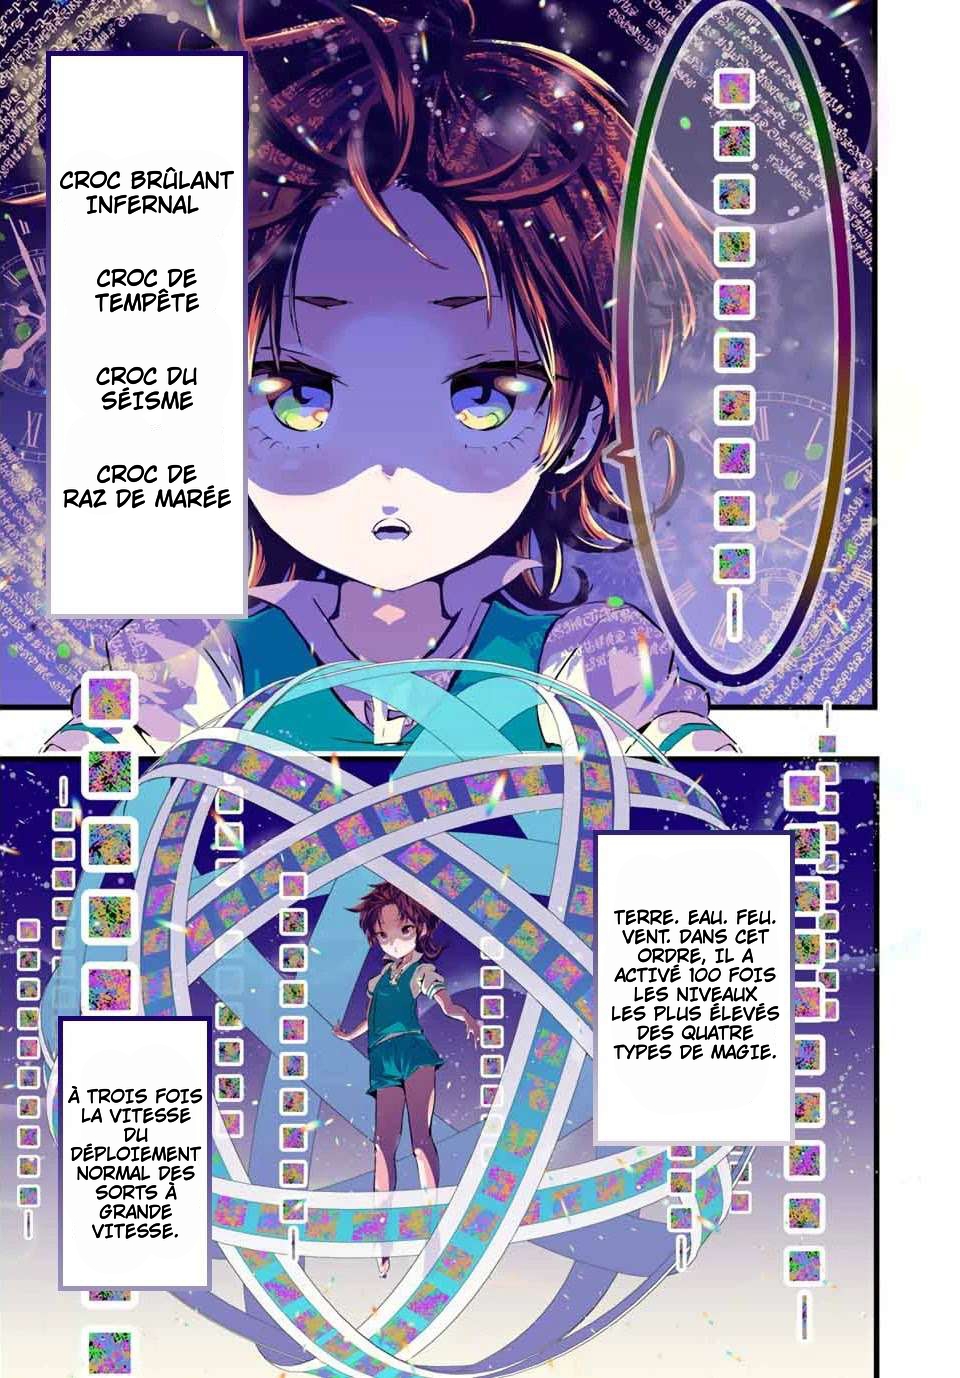 CROC BRÛLANT
INFERNAL
CROC DE
TEMPÊTE
CROC DU
SÉISME
CROC DE
RAZ DE MARÉE
TERRE. EAU. FEU.
VENT. DANS CET
ORDRE, IL A
ACTIVÉ 100 FOIS
LES NIVEAUX
LES PLUS ÉLEVÉS
DES QUATRE
TYPES DE MAGIE.
À TROIS FOIS
LA VITESSE
DU
DÉPLOIEMENT
NORMAL DES
SORTS À
GRANDE
VITESSE.